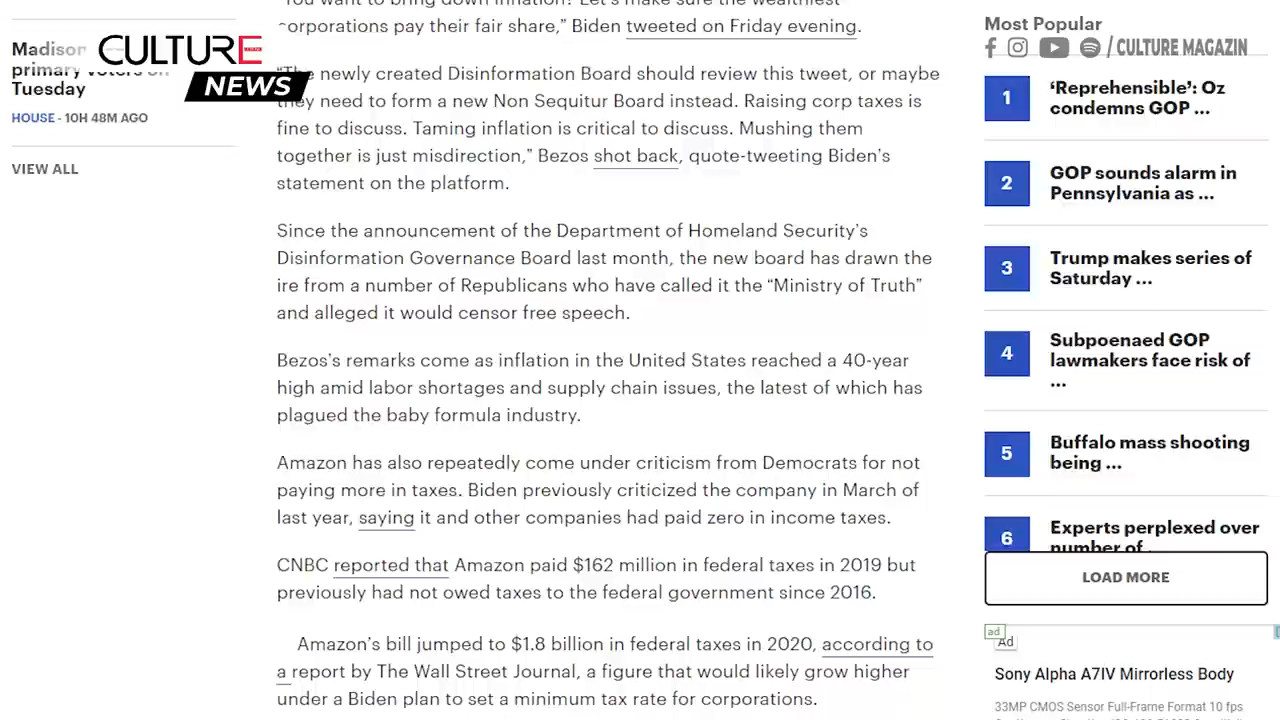 Madison
primary voters on
Tuesday
HOUSE - 10H 48M AGO
VIEW ALL
CULTURE
NEWS
"You want to bring down inflation? Let's make sure the wealthiest
corporations pay their fair share," Biden tweeted on Friday evening.
"The newly created Disinformation Board should review this tweet, or maybe
they need to form a new Non Sequitur Board instead. Raising corp taxes is
fine to discuss. Taming inflation is critical to discuss. Mushing them
together is just misdirection," Bezos shot back, quote-tweeting Biden's
statement on the platform.
Since the announcement of the Department of Homeland Security's
Disinformation Governance Board last month, the new board has drawn the
ire from a number of Republicans who have called it the "Ministry of Truth"
and alleged it would censor free speech.
Bezos's remarks come as inflation in the United States reached a 40-year
high amid labor shortages and supply chain issues, the latest of which has
plagued the baby formula industry.
Amazon has also repeatedly come under criticism from Democrats for not
paying more in taxes. Biden previously criticized the company in March of
last year, saying it and other companies had paid zero in income taxes.
CNBC reported that Amazon paid $162 million in federal taxes in 2019 but
previously had not owed taxes to the federal government since 2016.
Amazon's bill jumped to $1.8 billion in federal taxes in 2020, according to
a report by The Wall Street Journal, a figure that would likely grow higher
under a Biden plan to set a minimum tax rate for corporations.
Most Popular
/ CULTURE MAGAZIN
1 'Reprehensible': Oz
condemns GOP ...
2 GOP sounds alarm in
Pennsylvania as ...
3 Trump makes series of
Saturday ...
4 Subpoenaed GOP
lawmakers face risk of
...
5 Buffalo mass shooting
being ...
6 Experts perplexed over
number of ...
LOAD MORE
ad
Ad
Sony Alpha A7IV Mirrorless Body
33MP CMOS Sensor Full-Frame Format 10 fps